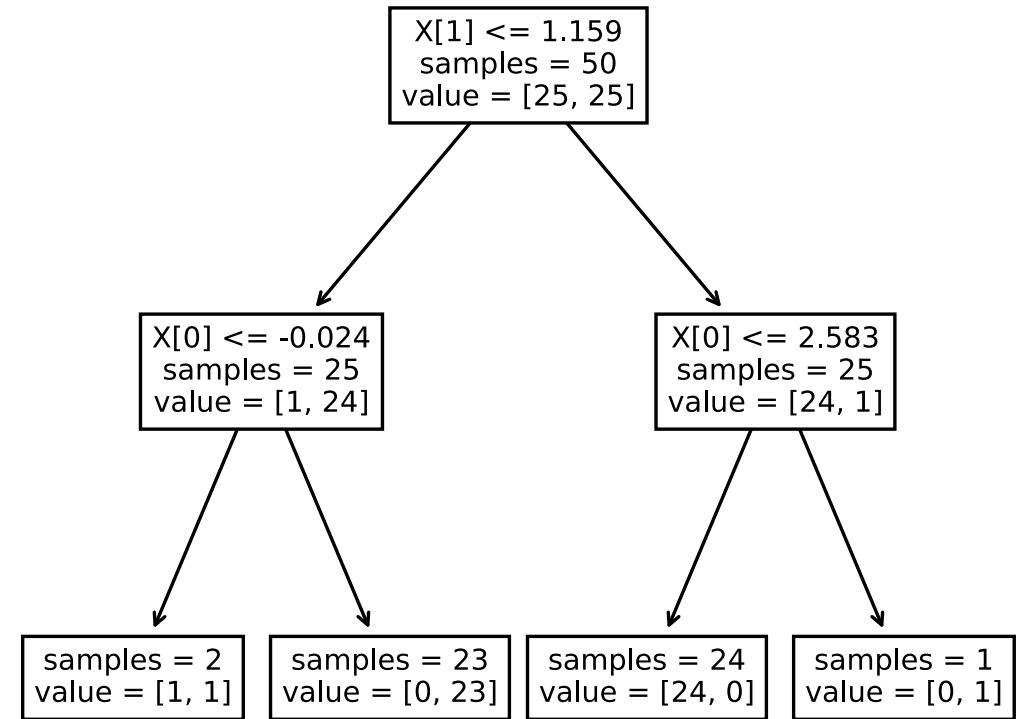 X[1] <= 1.159
samples = 50
value = [25, 25]
X[0] <= -0.024
samples = 25
value = [1, 24]
X[0] <= 2.583
samples = 25
value = [24, 1]
samples = 2
value = [1, 1]
samples = 23
value = [0, 23]
samples = 24
value = [24, 0]
samples = 1
value = [0, 1]